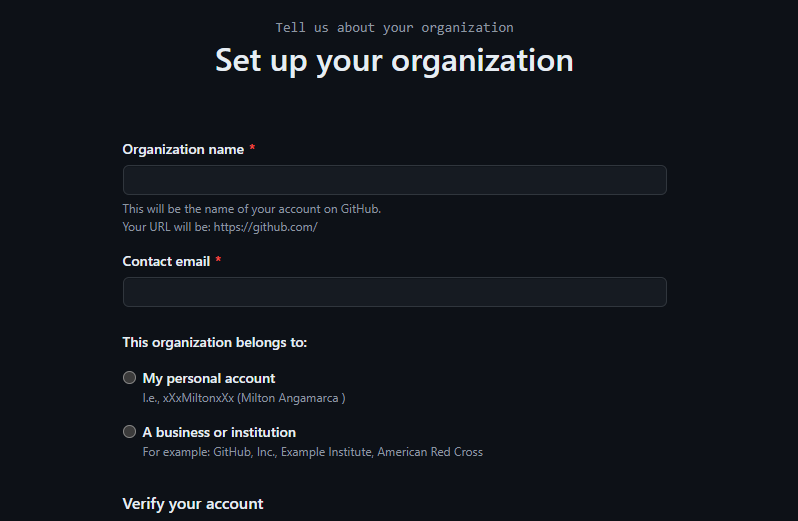 Tell us about your organization
Set up your organization
Organization name *
This will be the name of your account on GitHub.
Your URL will be: https://github.com/
Contact email *
This organization belongs to:
My personal account
I.e., xXxMiltonxXx (Milton Angamarca )
A business or institution
For example: GitHub, Inc., Example Institute, American Red Cross
Verify your account